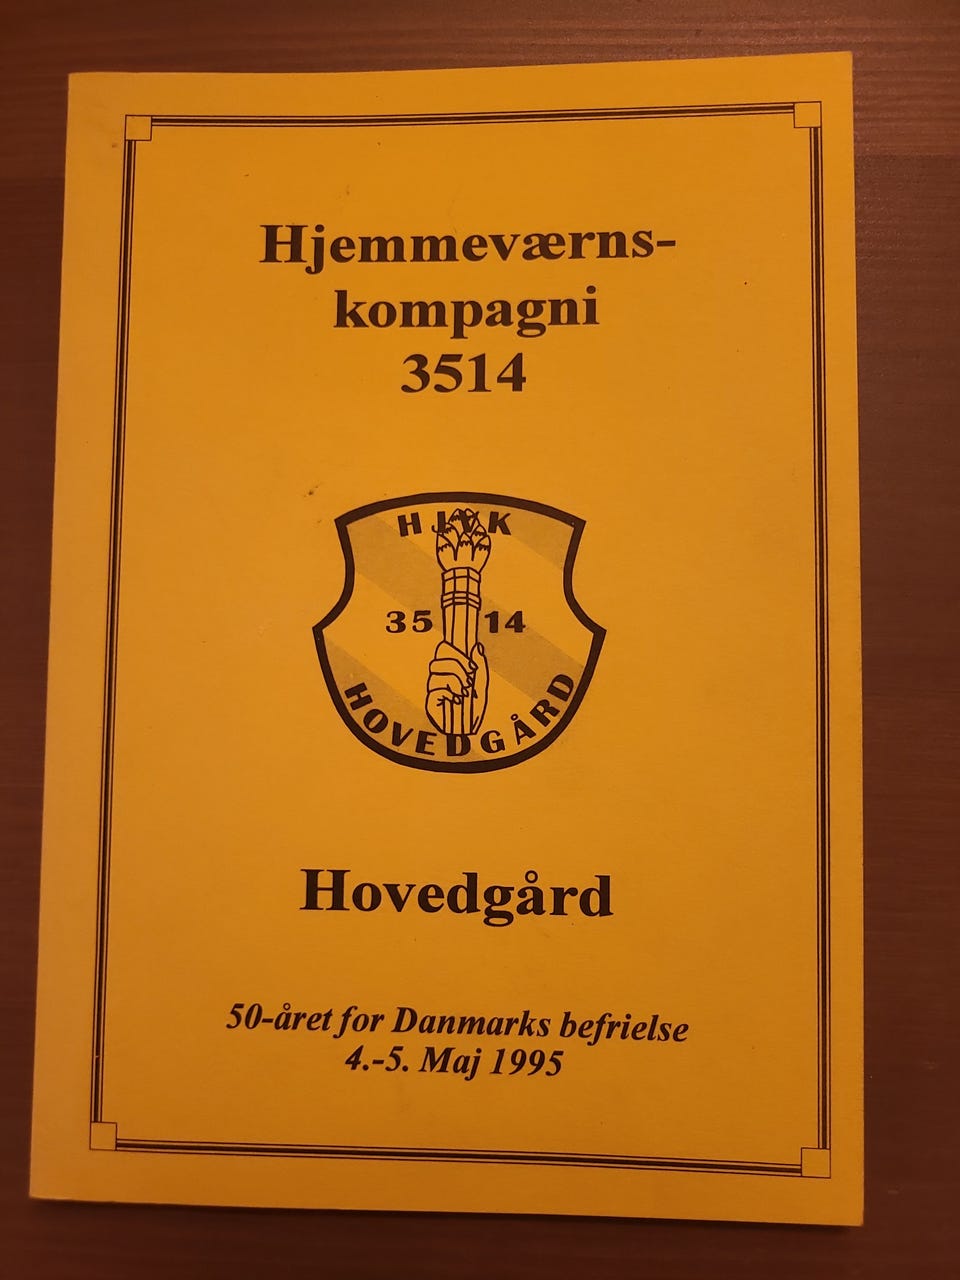 Hjemmeværns-
kompagni
3514
HJVK
35 14
HOVEDGÅRD
Hovedgård
50-året for Danmarks befrielse
4.-5. Maj 1995